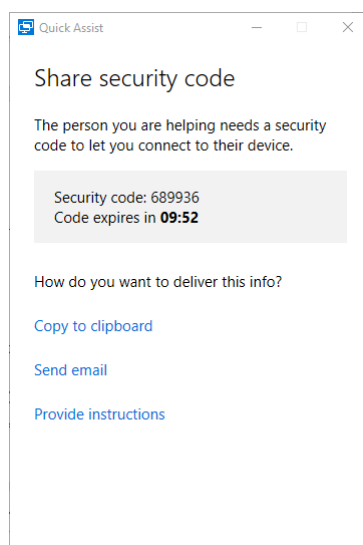 Quick Assist
Share security code
The person you are helping needs a security
code to let you connect to their device.
Security code: 689936
Code expires in 09:52
How do you want to deliver this info?
Copy to clipboard
Send email
Provide instructions